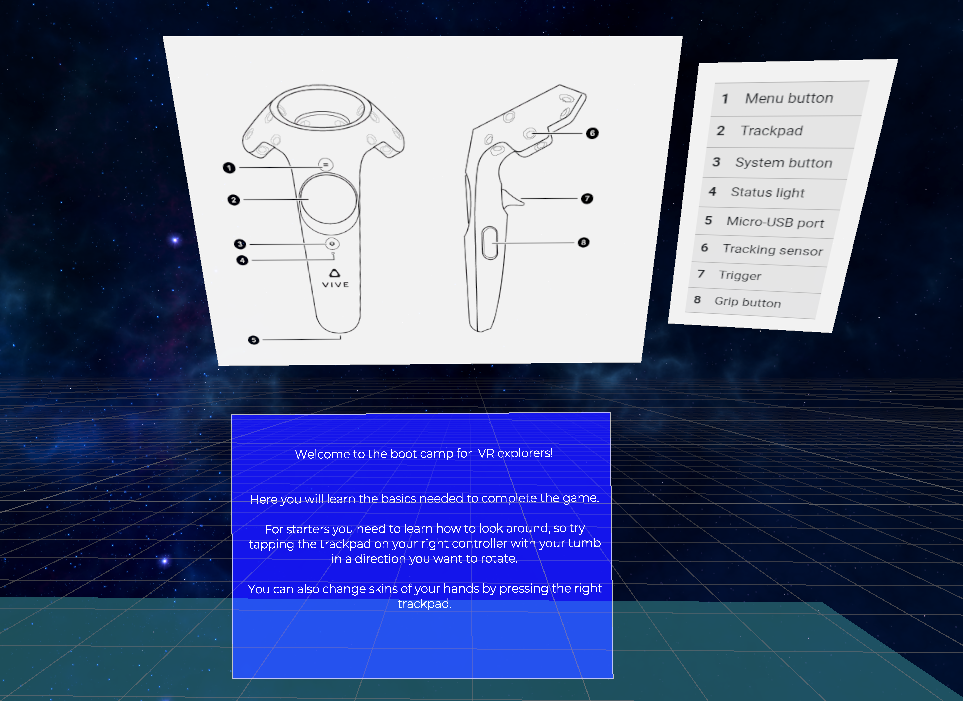 1
2
3
4
5
VIVE
6
7
8
1 Menu button
2 Trackpad
3 System button
4 Status light
5 Micro-USB port
6 Tracking sensor
7 Trigger
8 Grip button
Welcome to the boot camp for VR explorers!
Here you will learn the basics needed to complete the game.
For starters you need to learn how to look around, so try
tapping the trackpad on your right controller with your tumb
in a direction you want to rotate.
You can also change skins of your hands by pressing the right
trackpad.